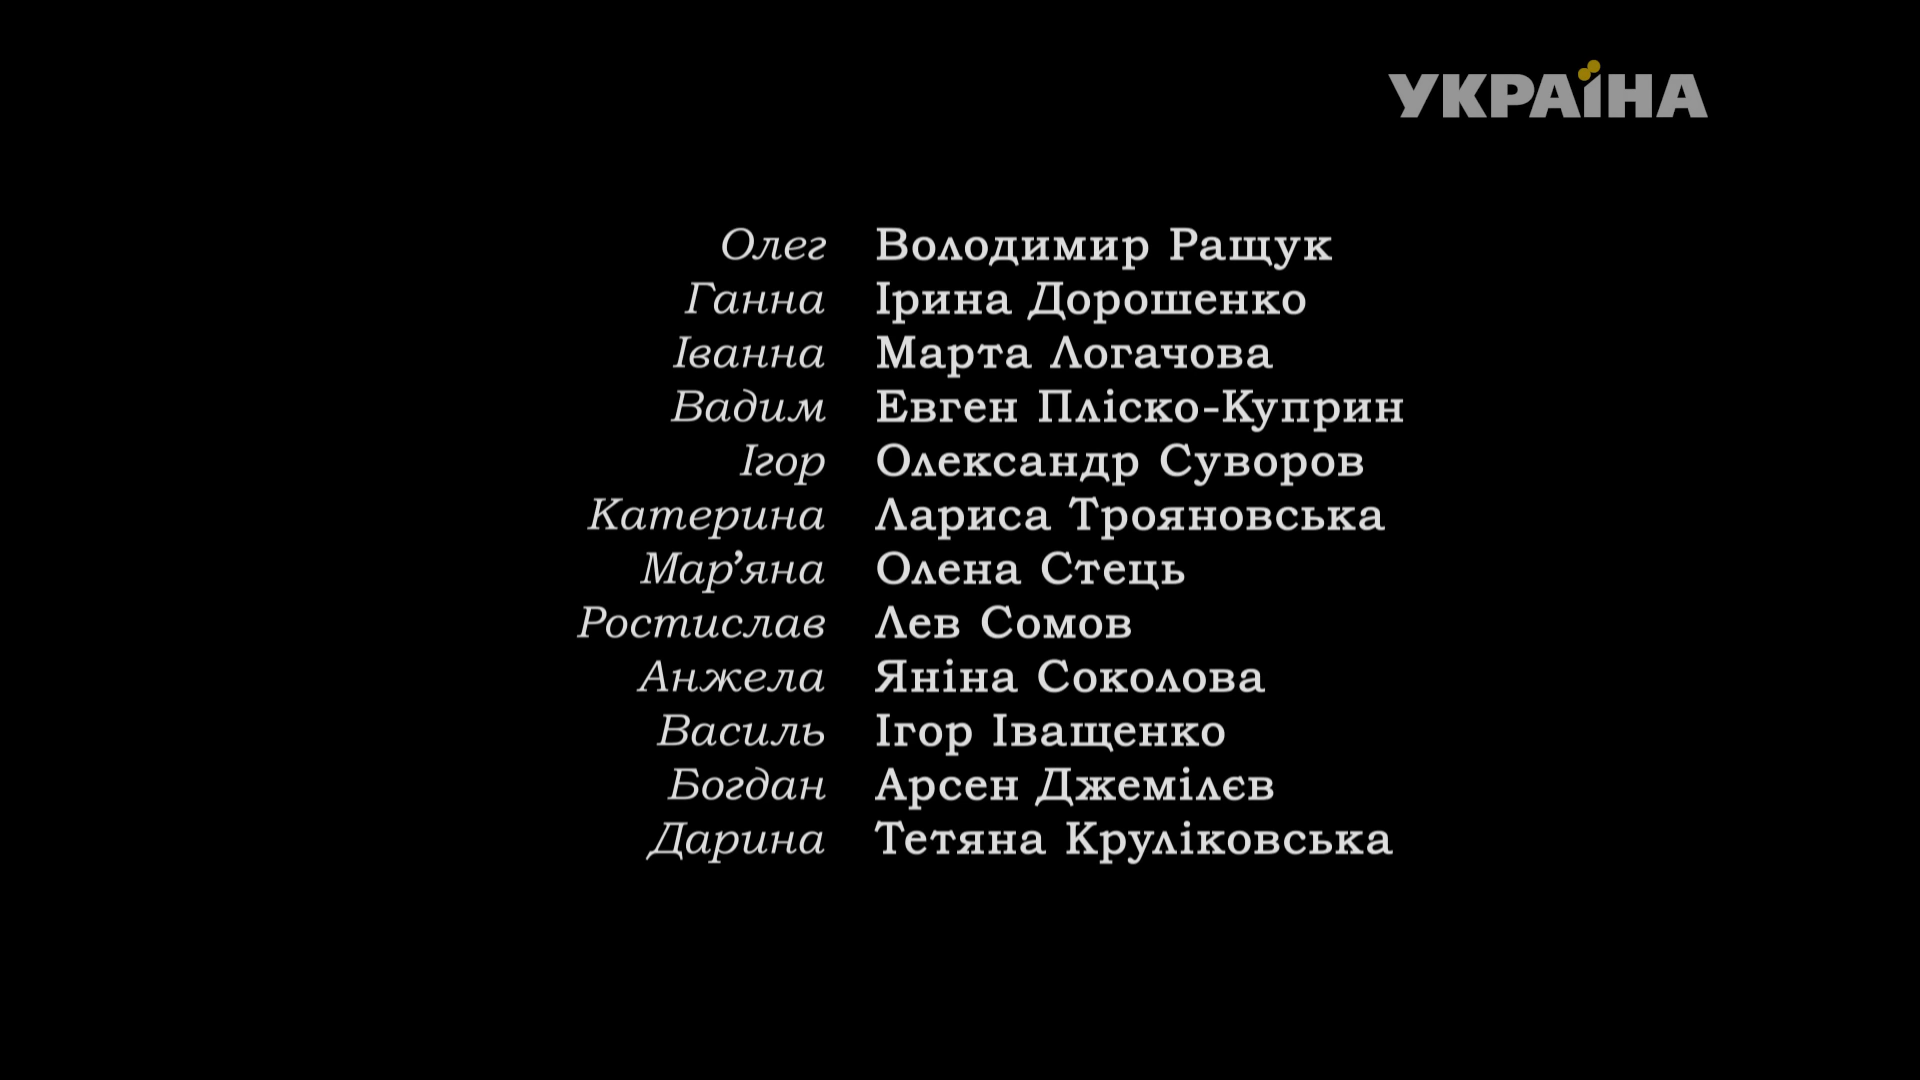 УКРАЇНА
Олег Володимир Ращук
Ганна Ірина Дорошенко
Іванна Марта Логачова
Вадим Евген Пліско-Куприн
Ігор Олександр Суворов
Катерина Лариса Трояновська
Мар’яна Олена Стець
Ростислав Лев Сомов
Анжела Яніна Соколова
Василь Ігор Іващенко
Богдан Арсен Джемілєв
Дарина Тетяна Круліковська